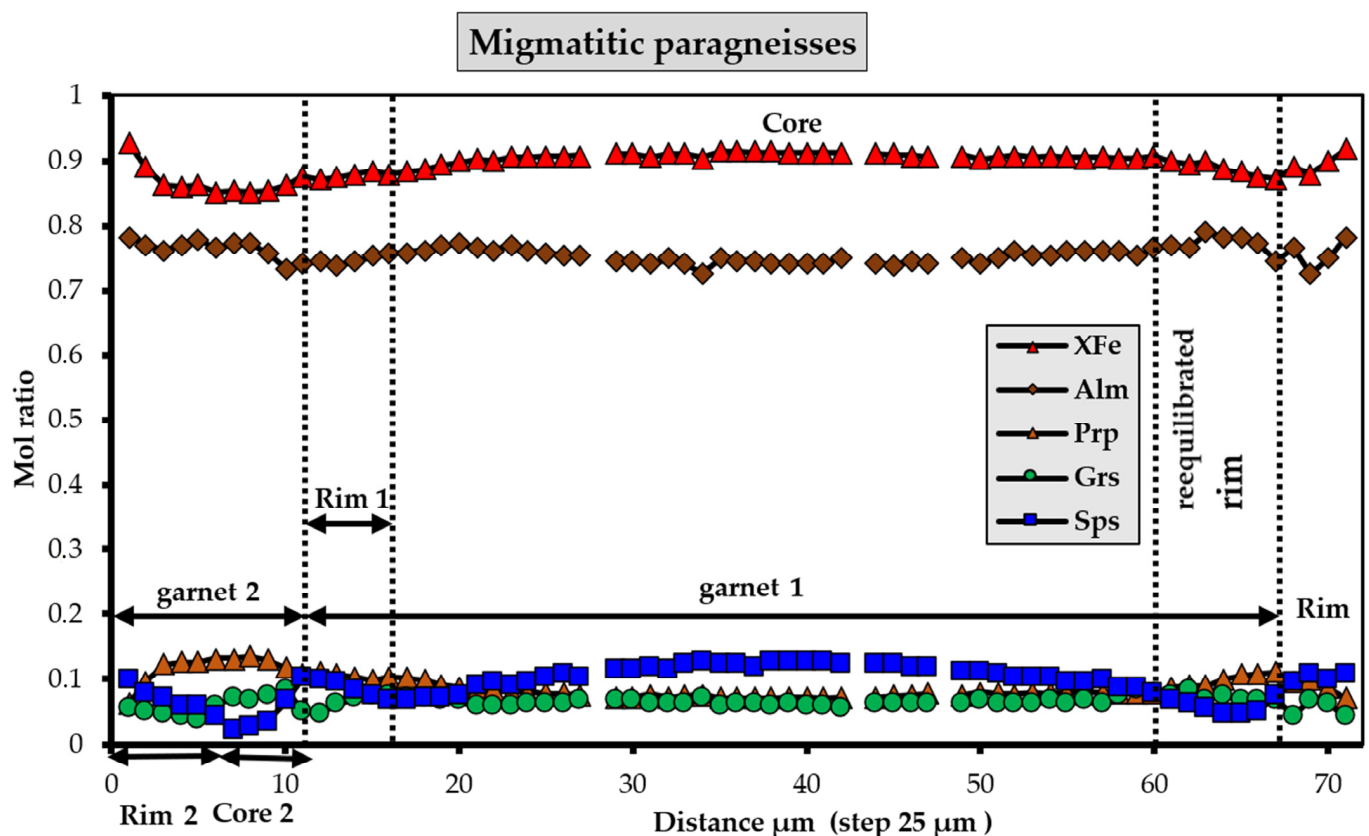 Migmatitic paragneisses
1
0.9
0.8
0.7
0.6
0.5
0.4
0.3
0.2
0.1
0
Mol ratio
Core
XFe
Alm
Prp
Grs
Sps
reequilibrated
rim
Rim 1
garnet 2
garnet 1
Rim
0
10
20
30
40
50
60
70
Rim 2
Core 2
Distance µm (step 25 µm )